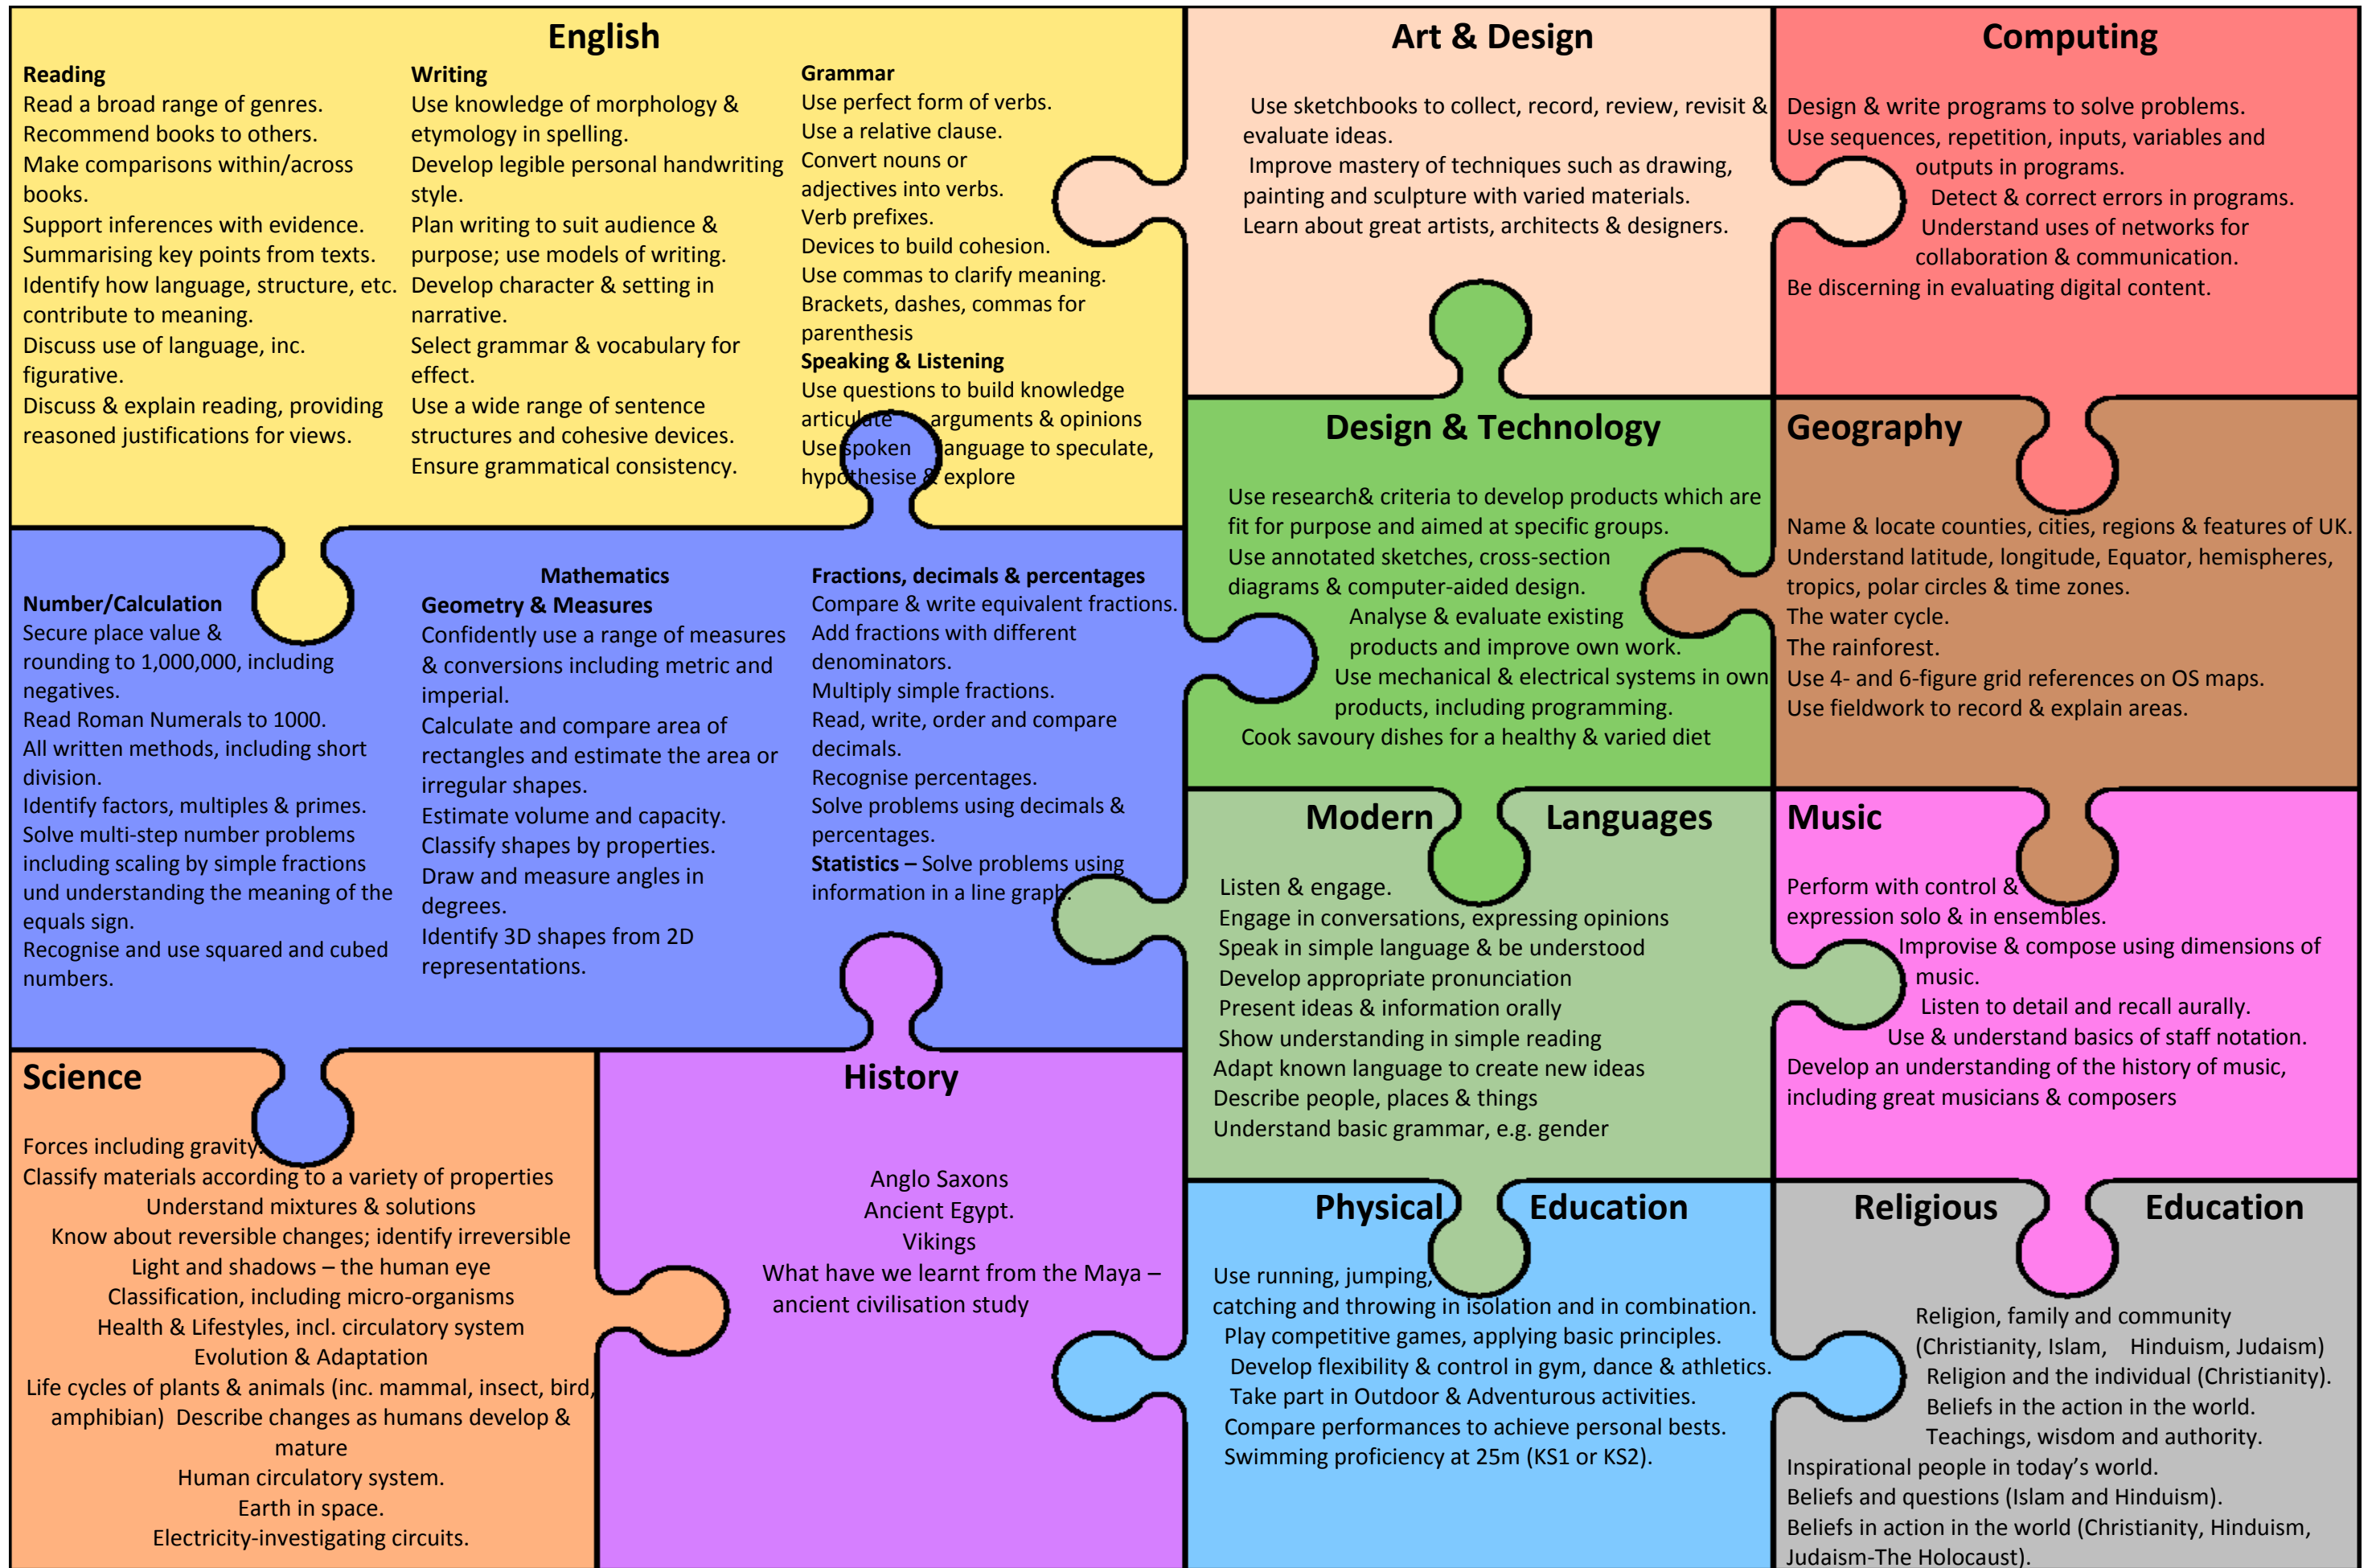 English
Reading
Read a broad range of genres.
Recommend books to others.
Make comparisons within/across
books.
Support inferences with evidence.
Summarising key points from texts.
Identify how language, structure, etc.
contribute to meaning.
Discuss use of language, inc.
figurative.
Discuss & explain reading, providing
reasoned justifications for views.
Writing
Use knowledge of morphology &
etymology in spelling.
Develop legible personal handwriting
style.
Plan writing to suit audience &
purpose; use models of writing.
Develop character & setting in
narrative.
Select grammar & vocabulary for
effect.
Use a wide range of sentence
structures and cohesive devices.
Ensure grammatical consistency.
Grammar
Use perfect form of verbs.
Use a relative clause.
Convert nouns or
adjectives into verbs.
Verb prefixes.
Devices to build cohesion.
Use commas to clarify meaning.
Brackets, dashes, commas for
parenthesis
Speaking & Listening
Use questions to build knowledge
articulate arguments & opinions
Use spoken language to speculate,
hypothesise & explore
Art & Design
Use sketchbooks to collect, record, review, revisit &
evaluate ideas.
Improve mastery of techniques such as drawing,
painting and sculpture with varied materials.
Learn about great artists, architects & designers.
Computing
Design & write programs to solve problems.
Use sequences, repetition, inputs, variables and
outputs in programs.
Detect & correct errors in programs.
Understand uses of networks for
collaboration & communication.
Be discerning in evaluating digital content.
Mathematics
Number/Calculation
Secure place value &
rounding to 1,000,000, including
negatives.
Read Roman Numerals to 1000.
All written methods, including short
division.
Identify factors, multiples & primes.
Solve multi-step number problems
including scaling by simple fractions
und understanding the meaning of the
equals sign.
Recognise and use squared and cubed
numbers.
Geometry & Measures
Confidently use a range of measures
& conversions including metric and
imperial.
Calculate and compare area of
rectangles and estimate the area or
irregular shapes.
Estimate volume and capacity.
Classify shapes by properties.
Draw and measure angles in
degrees.
Identify 3D shapes from 2D
representations.
Fractions, decimals & percentages
Compare & write equivalent fractions.
Add fractions with different
denominators.
Multiply simple fractions.
Read, write, order and compare
decimals.
Recognise percentages.
Solve problems using decimals &
percentages.
Statistics – Solve problems using
information in a line graph.
Design & Technology
Use research& criteria to develop products which are
fit for purpose and aimed at specific groups.
Use annotated sketches, cross-section
diagrams & computer-aided design.
Analyse & evaluate existing
products and improve own work.
Use mechanical & electrical systems in own
products, including programming.
Cook savoury dishes for a healthy & varied diet
Geography
Name & locate counties, cities, regions & features of UK.
Understand latitude, longitude, Equator, hemispheres,
tropics, polar circles & time zones.
The water cycle.
The rainforest.
Use 4- and 6-figure grid references on OS maps.
Use fieldwork to record & explain areas.
Modern Languages
Listen & engage.
Engage in conversations, expressing opinions
Speak in simple language & be understood
Develop appropriate pronunciation
Present ideas & information orally
Show understanding in simple reading
Adapt known language to create new ideas
Describe people, places & things
Understand basic grammar, e.g. gender
Music
Perform with control &
expression solo & in ensembles.
Improvise & compose using dimensions of
music.
Listen to detail and recall aurally.
Use & understand basics of staff notation.
Develop an understanding of the history of music,
including great musicians & composers
Science
Forces including gravity.
Classify materials according to a variety of properties
Understand mixtures & solutions
Know about reversible changes; identify irreversible
Light and shadows – the human eye
Classification, including micro-organisms
Health & Lifestyles, incl. circulatory system
Evolution & Adaptation
Life cycles of plants & animals (inc. mammal, insect, bird,
amphibian) Describe changes as humans develop &
mature
Human circulatory system.
Earth in space.
Electricity-investigating circuits.
History
Anglo Saxons
Ancient Egypt.
Vikings
What have we learnt from the Maya –
ancient civilisation study
Physical Education
Use running, jumping,
catching and throwing in isolation and in combination.
Play competitive games, applying basic principles.
Develop flexibility & control in gym, dance & athletics.
Take part in Outdoor & Adventurous activities.
Compare performances to achieve personal bests.
Swimming proficiency at 25m (KS1 or KS2).
Religious Education
Religion, family and community
(Christianity, Islam, Hinduism, Judaism)
Religion and the individual (Christianity).
Beliefs in the action in the world.
Teachings, wisdom and authority.
Inspirational people in today's world.
Beliefs and questions (Islam and Hinduism).
Beliefs in action in the world (Christianity, Hinduism,
Judaism-The Holocaust).